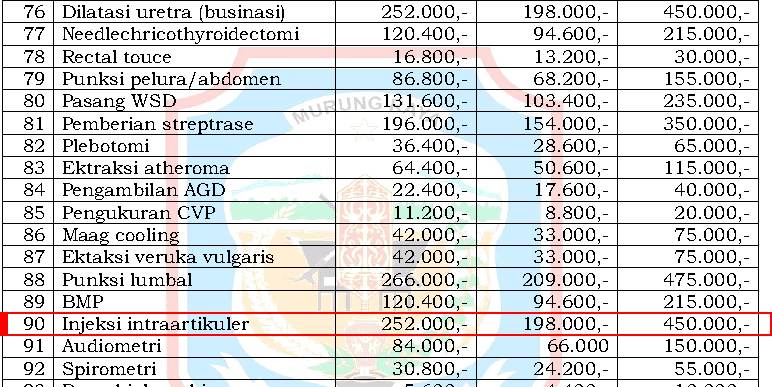 76 Dilatasi uretra (businasi) 252.000,- 198.000,- 450.000,-
77 Needlechricothyroidectomi 120.400,- 94.600,- 215.000,-
78 Rectal touce 16.800,- 13.200,- 30.000,-
79 Punksi pelura/abdomen 86.800,- 68.200,- 155.000,-
80 Pasang WSD 131.600,- 103.400,- 235.000,-
MURUNG RAYA
81 Pemberian streptrase 196.000,- 154.000,- 350.000,-
82 Plebotomi 36.400,- 28.600,- 65.000,-
83 Ektraksi atheroma 64.400,- 50.600,- 115.000,-
84 Pengambilan AGD 22.400,- 17.600,- 40.000,-
85 Pengukuran CVP 11.200,- 8.800,- 20.000,-
86 Maag cooling 42.000,- 33.000,- 75.000,-
87 Ektaksi veruka vulgaris 42.000,- 33.000,- 75.000,-
88 Punksi lumbal 266.000,- 209.000,- 475.000,-
89 BMP 120.400,- 94.600,- 215.000,-
90 Injeksi intraartikuler 252.000,- 198.000,- 450.000,-
91 Audiometri 84.000,- 66.000 150.000,-
92 Spirometri 30.800,- 24.200,- 55.000,-